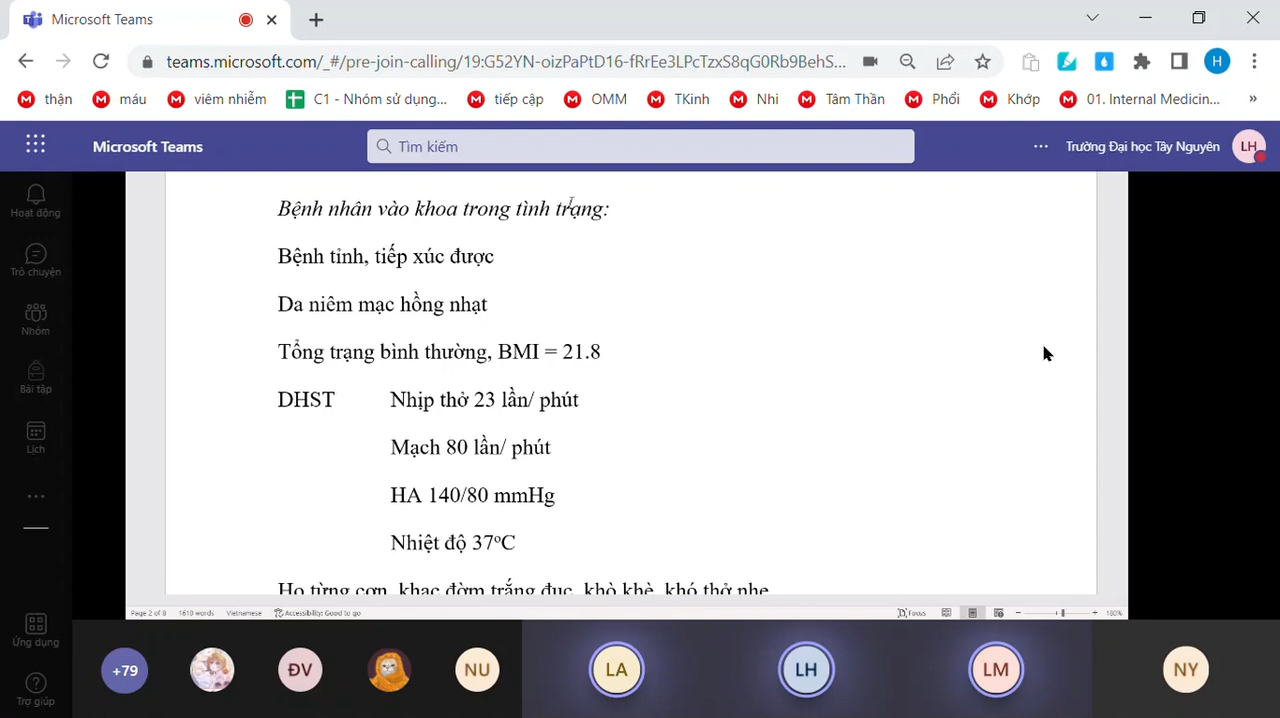 Microsoft Teams
teams.microsoft.com/_#/pre-join-calling/19:G52YN-oizPaPtD16-fRrEe3LPcTzxS8qG0Rb9BehS...
H
thận máu viêm nhiễm C1 - Nhóm sử dụng... tiếp cập OMM TKinh Nhi Tâm Thần Phổi Khớp 01. Internal Medicin... »
Microsoft Teams
Tìm kiếm
Trường Đại học Tây Nguyên
LH
Hoạt động
Trò chuyện
Nhóm
Bài tập
Lịch
Ứng dụng
Trợ giúp
Bệnh nhân vào khoa trong tình trạng:
Bệnh tỉnh, tiếp xúc được
Da niêm mạc hồng nhạt
Tổng trạng bình thường, BMI = 21.8
DHST Nhịp thở 23 lần/ phút
Mạch 80 lần/ phút
HA 140/80 mmHg
Nhiệt độ 37°C
Ho từng cơn, khạc đờm trắng đục, khò khè, khó thở nhẹ
Page 2 of 8 1610 words Vietnamese Accessibility: Good to go Focus 180%
+79 ĐV NU LA LH LM NY